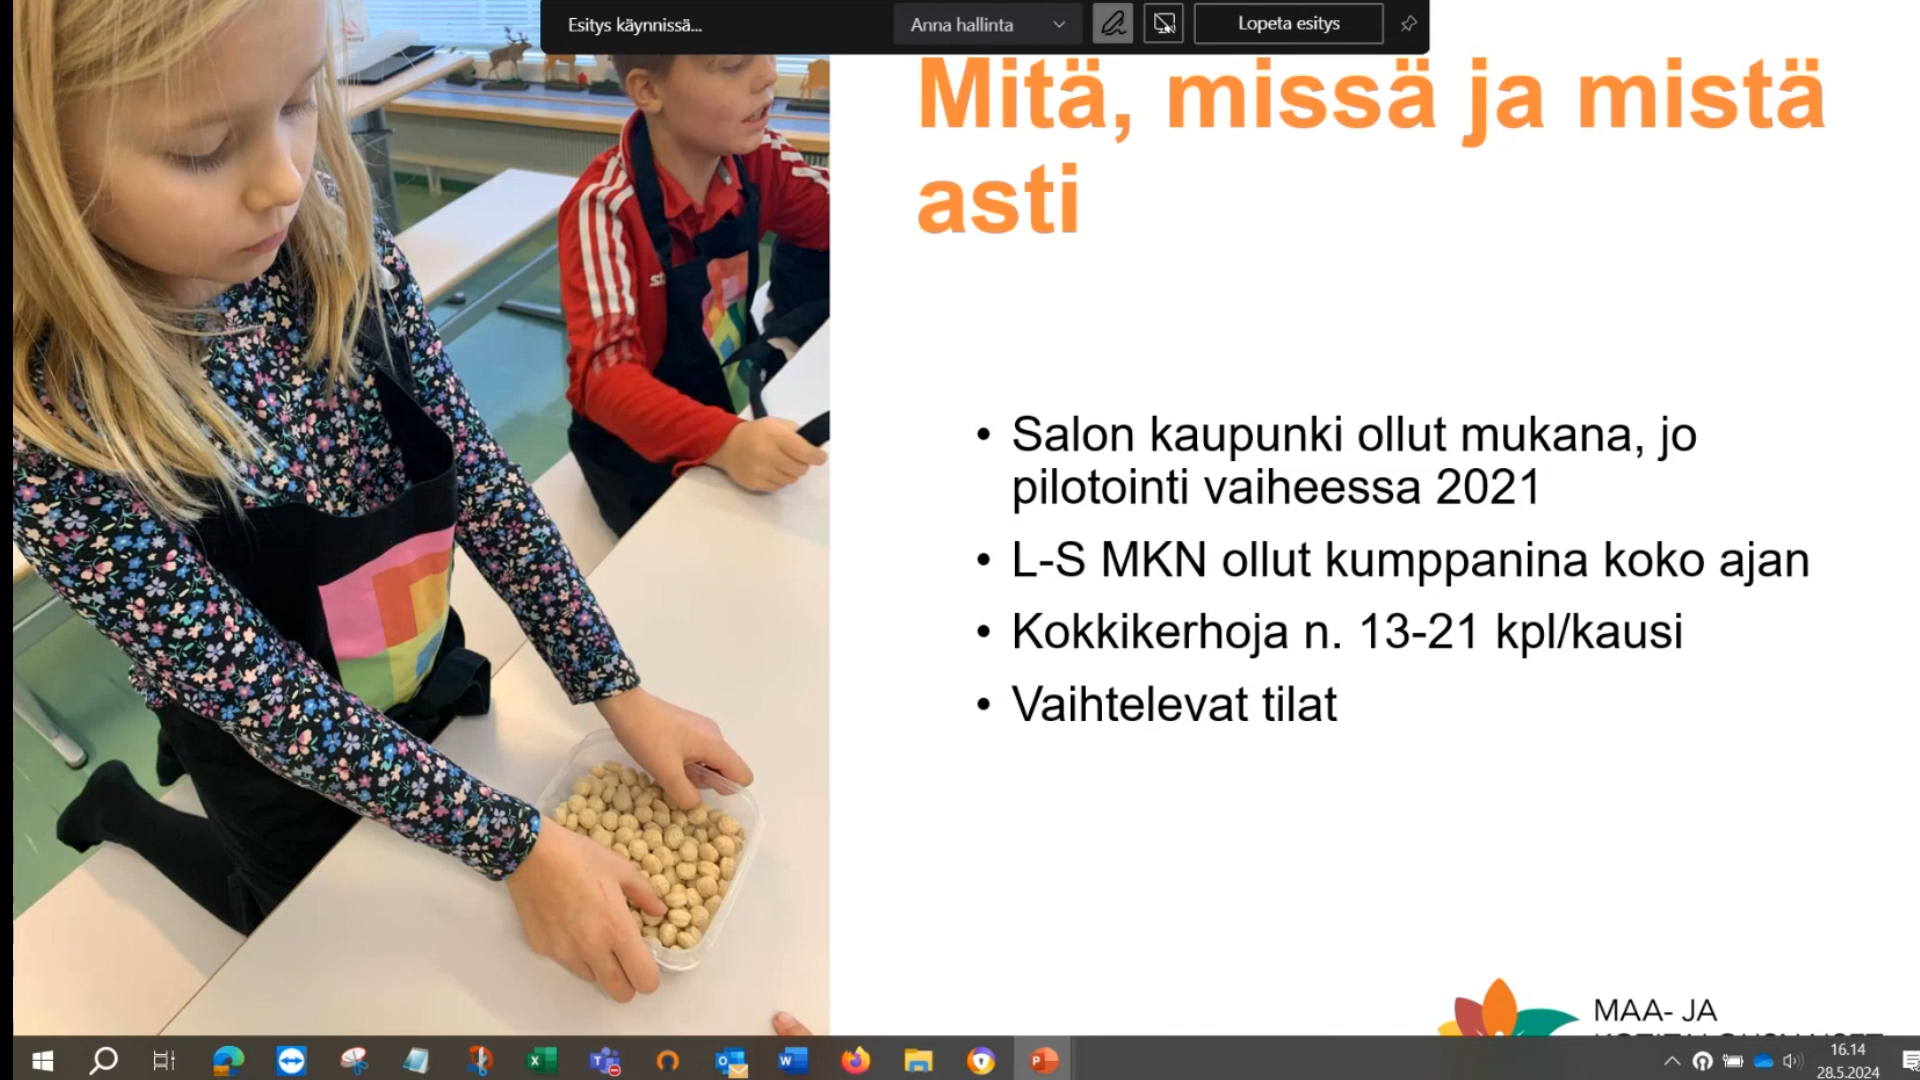 Esitys käynnissä...
Anna hallinta
Lopeta esitys
Mitä, missä ja mistä
asti
• Salon kaupunki ollut mukana, jo
pilotointi vaiheessa 2021
• L-S MKN ollut kumppanina koko ajan
• Kokkikerhoja n. 13-21 kpl/kausi
• Vaihtelevat tilat
MAA- JA
16.14
28.5.2024